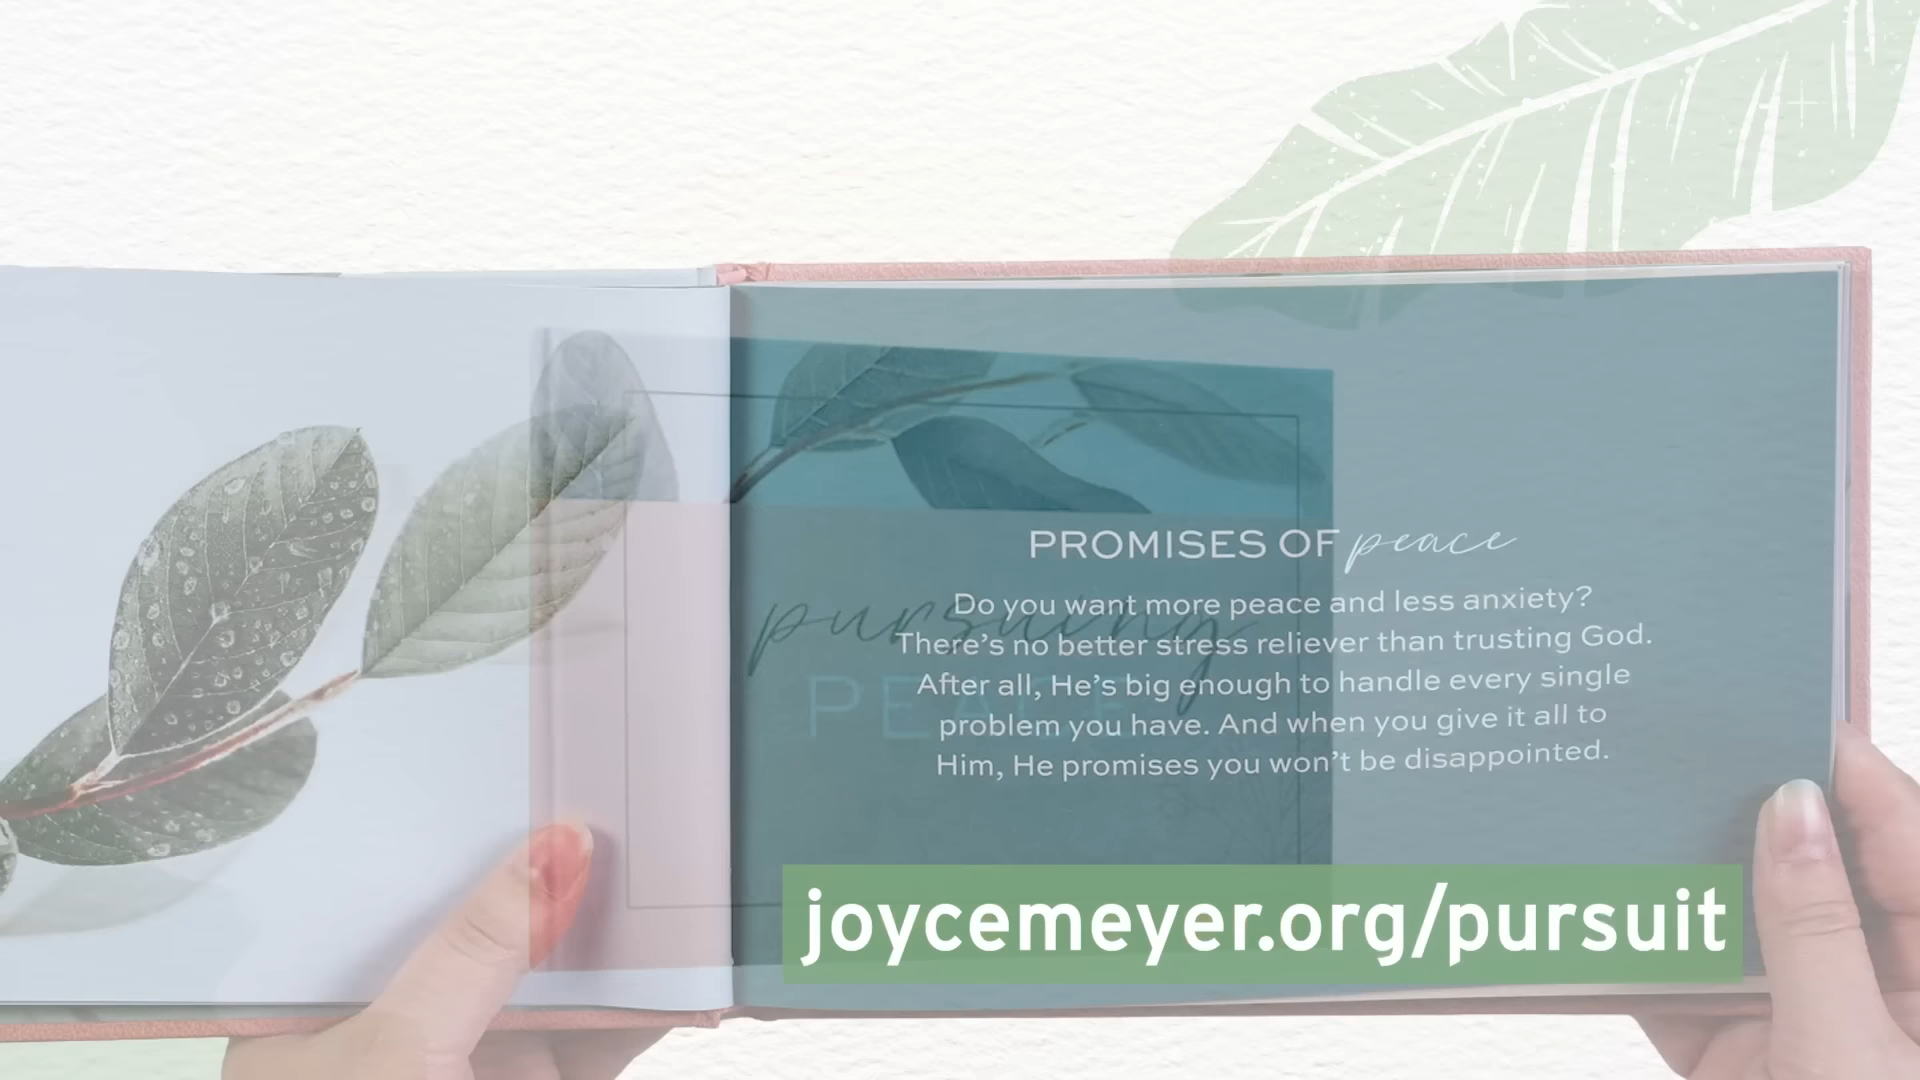 PROMISES OF peace
Do you want more peace and less anxiety?
There's no better stress reliever than trusting God.
After all, He's big enough to handle every single
problem you have. And when you give it all to
Him, He promises you won't be disappointed.
pursuing
PEACE
joycemeyer.org/pursuit